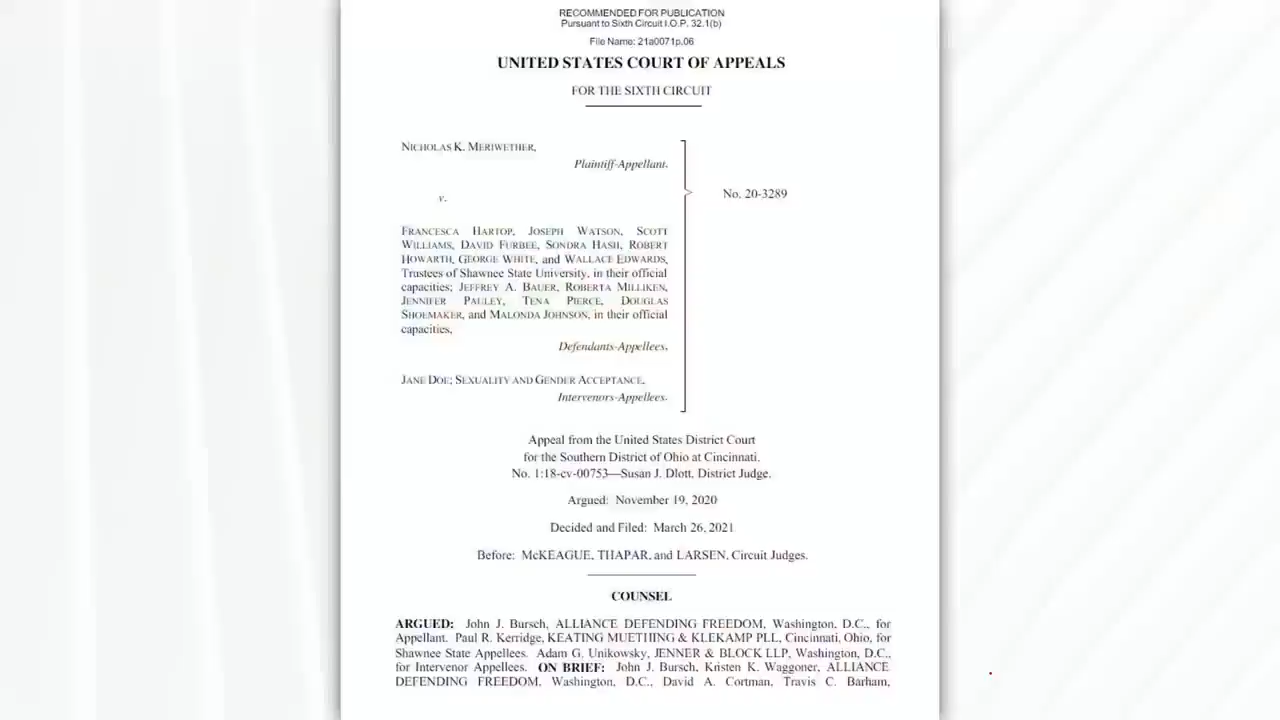 RECOMMENDED FOR PUBLICATION
Pursuant to Sixth Circuit I.O.P. 32.1(b)
File Name: 21a0071p.06
UNITED STATES COURT OF APPEALS
FOR THE SIXTH CIRCUIT
NICHOLAS K. MERIWETHER,
Plaintiff-Appellant,
v.
No. 20-3289
FRANCESCA HARTOP, JOSEPH WATSON, SCOTT
WILLIAMS, DAVID FURBEE, SONDRA HASH, ROBERT
HOWARTH, GEORGE WHITE, and WALLACE EDWARDS,
Trustees of Shawnee State University, in their official
capacities; JEFFREY A. BAUER, ROBERTA MILLIKEN,
JENNIFER PAULEY, TENA PIERCE, DOUGLAS
SHOEMAKER, and MALONDA JOHNSON, in their official
capacities,
Defendants-Appellees,
JANE DOE; SEXUALITY AND GENDER ACCEPTANCE,
Intervenors-Appellees.
Appeal from the United States District Court
for the Southern District of Ohio at Cincinnati.
No. 1:18-cv-00753—Susan J. Dlott, District Judge.
Argued: November 19, 2020
Decided and Filed: March 26, 2021
Before: McKEAGUE, THAPAR, and LARSEN, Circuit Judges.
COUNSEL
ARGUED: John J. Bursch, ALLIANCE DEFENDING FREEDOM, Washington, D.C., for
Appellant. Paul R. Kerridge, KEATING MUETHING & KLEKAMP PLL, Cincinnati, Ohio, for
Shawnee State Appellees. Adam G. Unikowsky, JENNER & BLOCK LLP, Washington, D.C.,
for Intervenor Appellees. ON BRIEF: John J. Bursch, Kristen K. Waggoner, ALLIANCE
DEFENDING FREEDOM, Washington, D.C., David A. Cortman, Travis C. Barham,